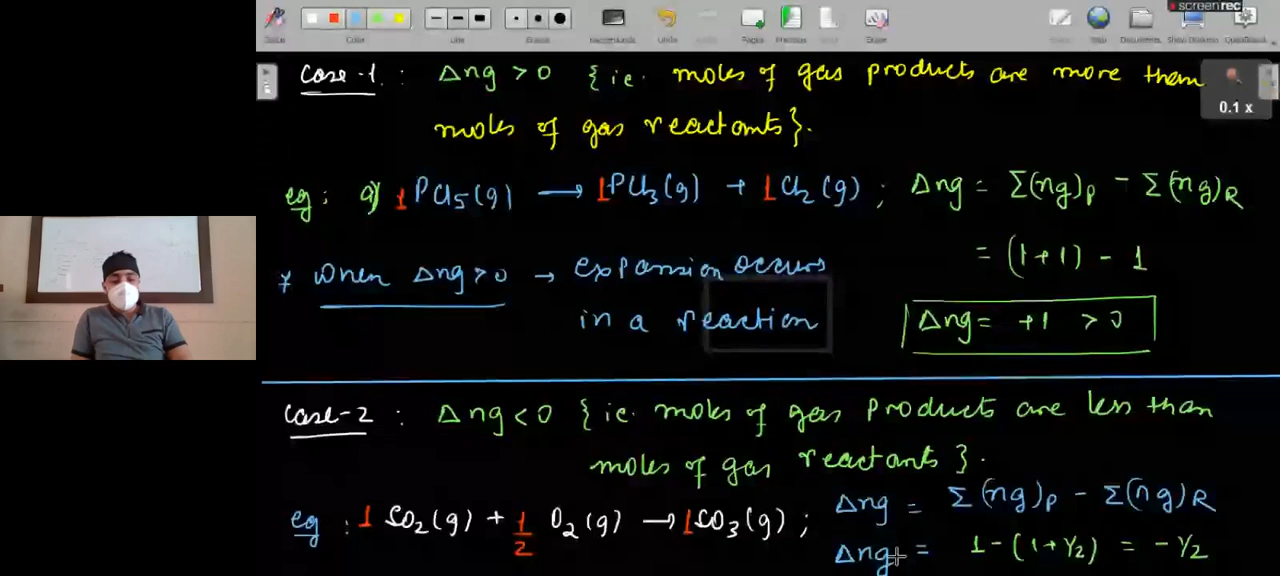 screenrec
0.1 x
Case-1 : Δng > 0 {ie. moles of gas products are more them
moles of gas reactants}.
eg : a) 1 PCl5(g) → 1 PCl3(g) + 1 Cl2(g) ; Δng = Σ(ng)P - Σ(ng)R
= (1+1) - 1
* when Δng > 0 → expansion occurs
in a reaction
Δng = +1 > 0
Case-2 : Δng < 0 {ie. moles of gas products are less than
moles of gas reactants}.
Δng = Σ(ng)P - Σ(ng)R
eg : 1 SO2(g) + 1/2 O2(g) → 1 SO3(g) ;
Δng = 1 - (1+1/2) = -1/2